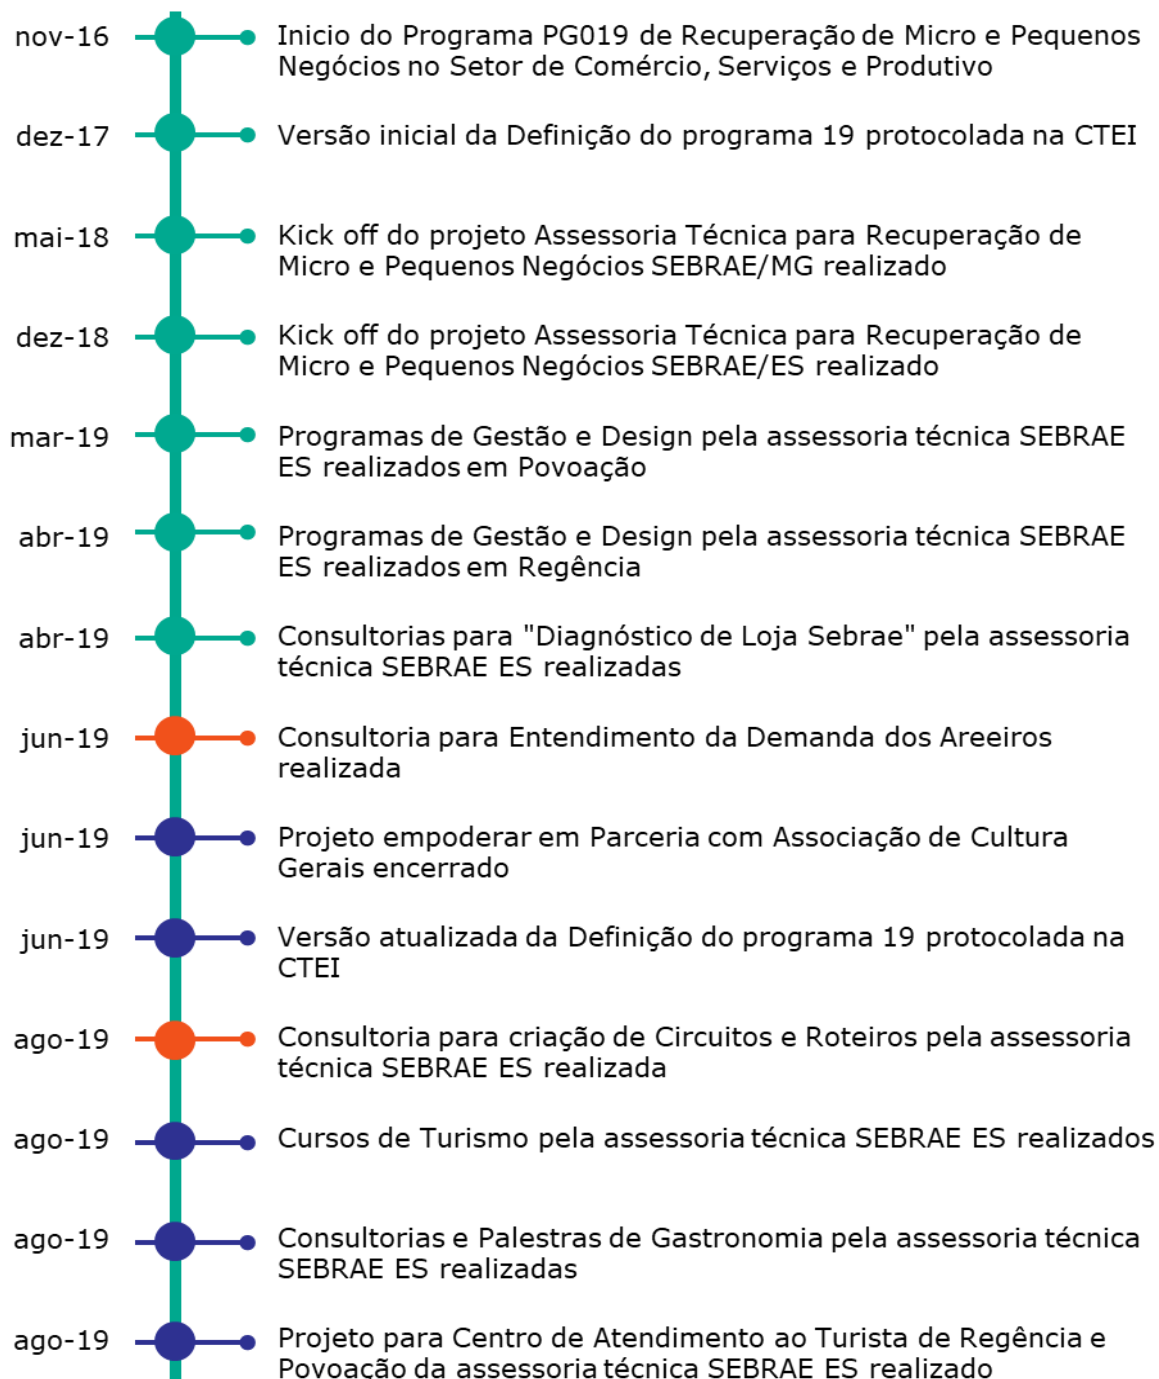 nov-16
Inicio do Programa PG019 de Recuperação de Micro e Pequenos
Negócios no Setor de Comércio, Serviços e Produtivo
dez-17
Versão inicial da Definição do programa 19 protocolada na CTEI
mai-18
Kick off do projeto Assessoria Técnica para Recuperação de
Micro e Pequenos Negócios SEBRAE/MG realizado
dez-18
Kick off do projeto Assessoria Técnica para Recuperação de
Micro e Pequenos Negócios SEBRAE/ES realizado
mar-19
Programas de Gestão e Design pela assessoria técnica SEBRAE
ES realizados em Povoação
abr-19
Programas de Gestão e Design pela assessoria técnica SEBRAE
ES realizados em Regência
abr-19
Consultorias para "Diagnóstico de Loja Sebrae" pela assessoria
técnica SEBRAE ES realizadas
jun-19
Consultoria para Entendimento da Demanda dos Areeiros
realizada
jun-19
Projeto empoderar em Parceria com Associação de Cultura
Gerais encerrado
jun-19
Versão atualizada da Definição do programa 19 protocolada na
CTEI
ago-19
Consultoria para criação de Circuitos e Roteiros pela assessoria
técnica SEBRAE ES realizada
ago-19
Cursos de Turismo pela assessoria técnica SEBRAE ES realizados
ago-19
Consultorias e Palestras de Gastronomia pela assessoria técnica
SEBRAE ES realizadas
ago-19
Projeto para Centro de Atendimento ao Turista de Regência e
Povoação da assessoria técnica SEBRAE ES realizado